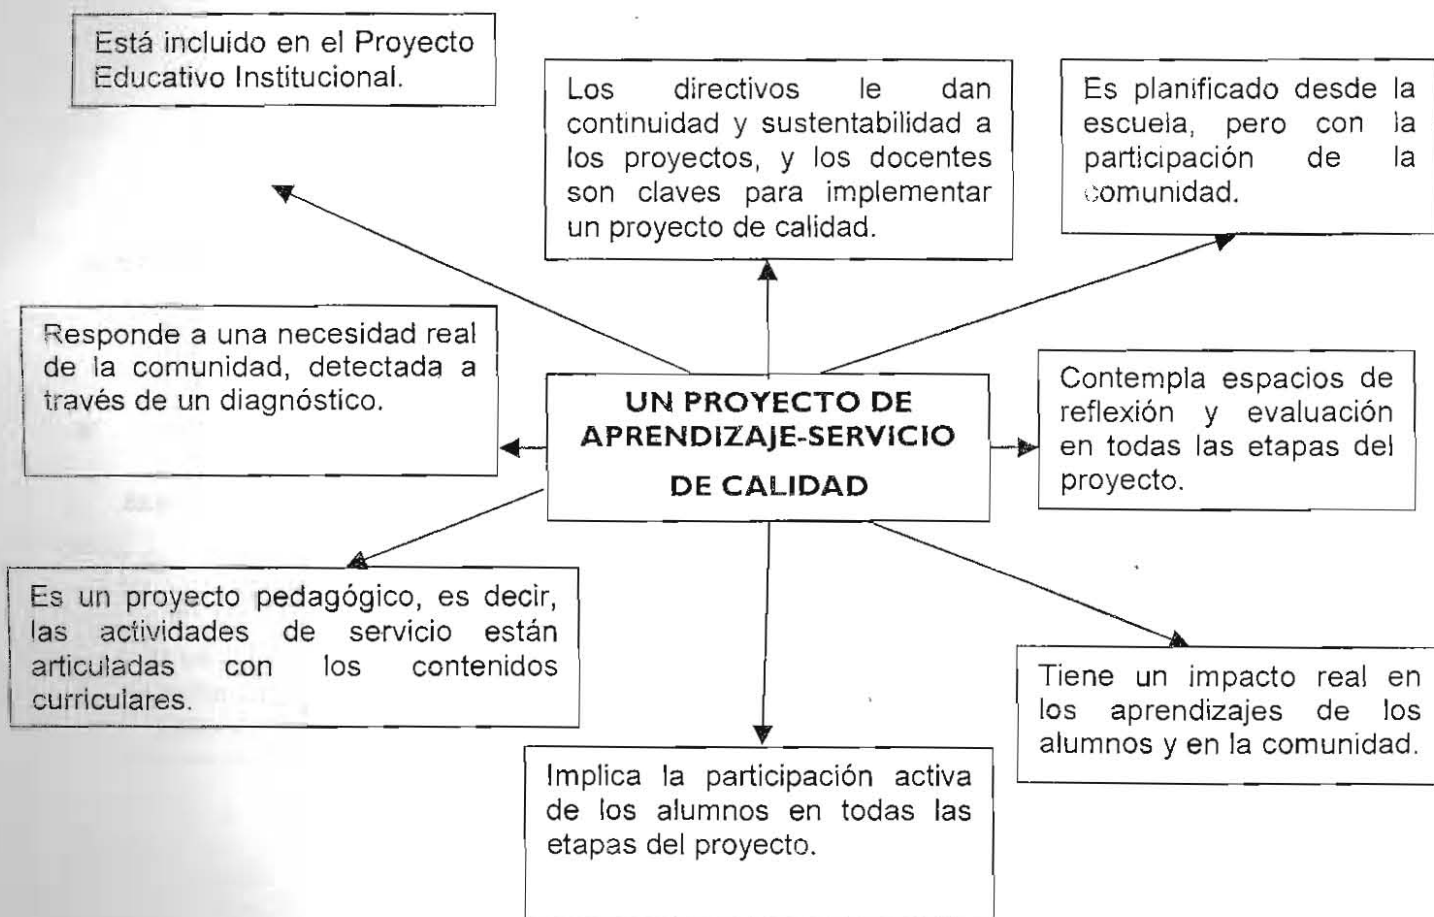 Está incluido en el Proyecto
Educativo Institucional.
Los directivos le dan
continuidad y sustentabilidad a
los proyectos, y los docentes
son claves para implementar
un proyecto de calidad.
Es planificado desde la
escuela, pero con la
participación de la
comunidad.
Responde a una necesidad real
de la comunidad, detectada a
través de un diagnóstico.
UN PROYECTO DE
APRENDIZAJE-SERVICIO
DE CALIDAD
Contempla espacios de
reflexión y evaluación
en todas las etapas del
proyecto.
Es un proyecto pedagógico, es decir,
las actividades de servicio están
articuladas con los contenidos
curriculares.
Implica la participación activa
de los alumnos en todas las
etapas del proyecto.
Tiene un impacto real en
los aprendizajes de los
alumnos y en la comunidad.